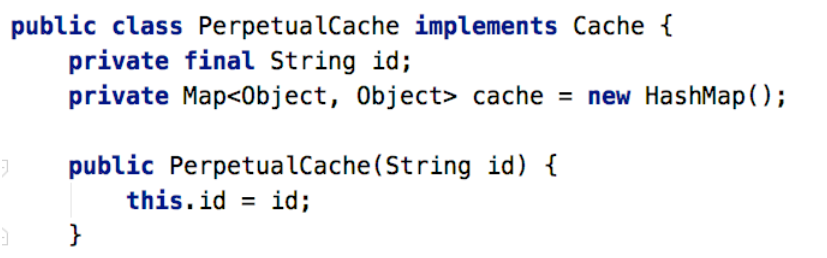 public class PerpetualCache implements Cache {
    private final String id;
    private Map<Object, Object> cache = new HashMap();
    public PerpetualCache(String id) {
        this.id = id;
    }